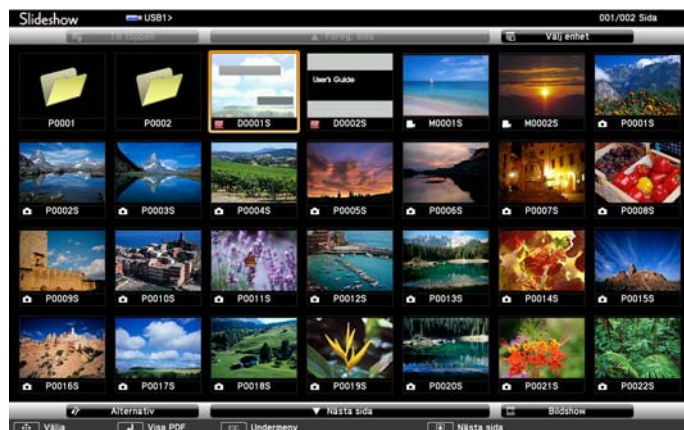 Slideshow USB1> 001/002 Sida
Till toppen Föreg. sida Välj enhet
User's Guide
P0001 P0002 D0001S D0002S M0001S M0002S P0001S
P0002S P0003S P0004S P0005S P0006S P0007S P0008S
P0009S P0010S P0011S P0012S P0013S P0014S P0015S
P0016S P0017S P0018S P0019S P0020S P0021S P0022S
Alternativ Nästa sida Bildshow
Välja Visa PDF ESC Undermeny Nästa sida